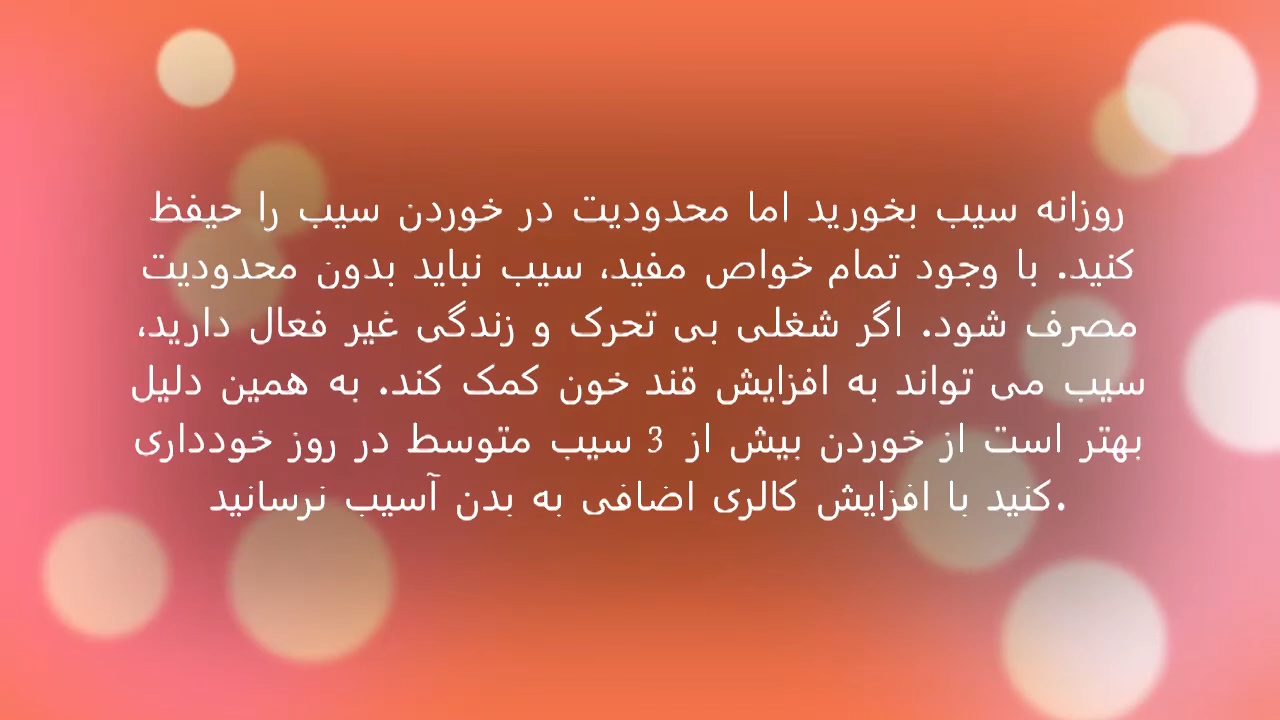 روزانه سیب بخورید اما محدودیت در خوردن سیب را حیفظ
کنید. با وجود تمام خواص مفید، سیب نباید بدون محدودیت
مصرف شود. اگر شغلی بی تحرک و زندگی غیر فعال دارید،
سیب می تواند به افزایش قند خون کمک کند. به همین دلیل
بهتر است از خوردن بیش از 3 سیب متوسط در روز خودداری
کنید با افزایش کالری اضافی به بدن آسیب نرسانید.